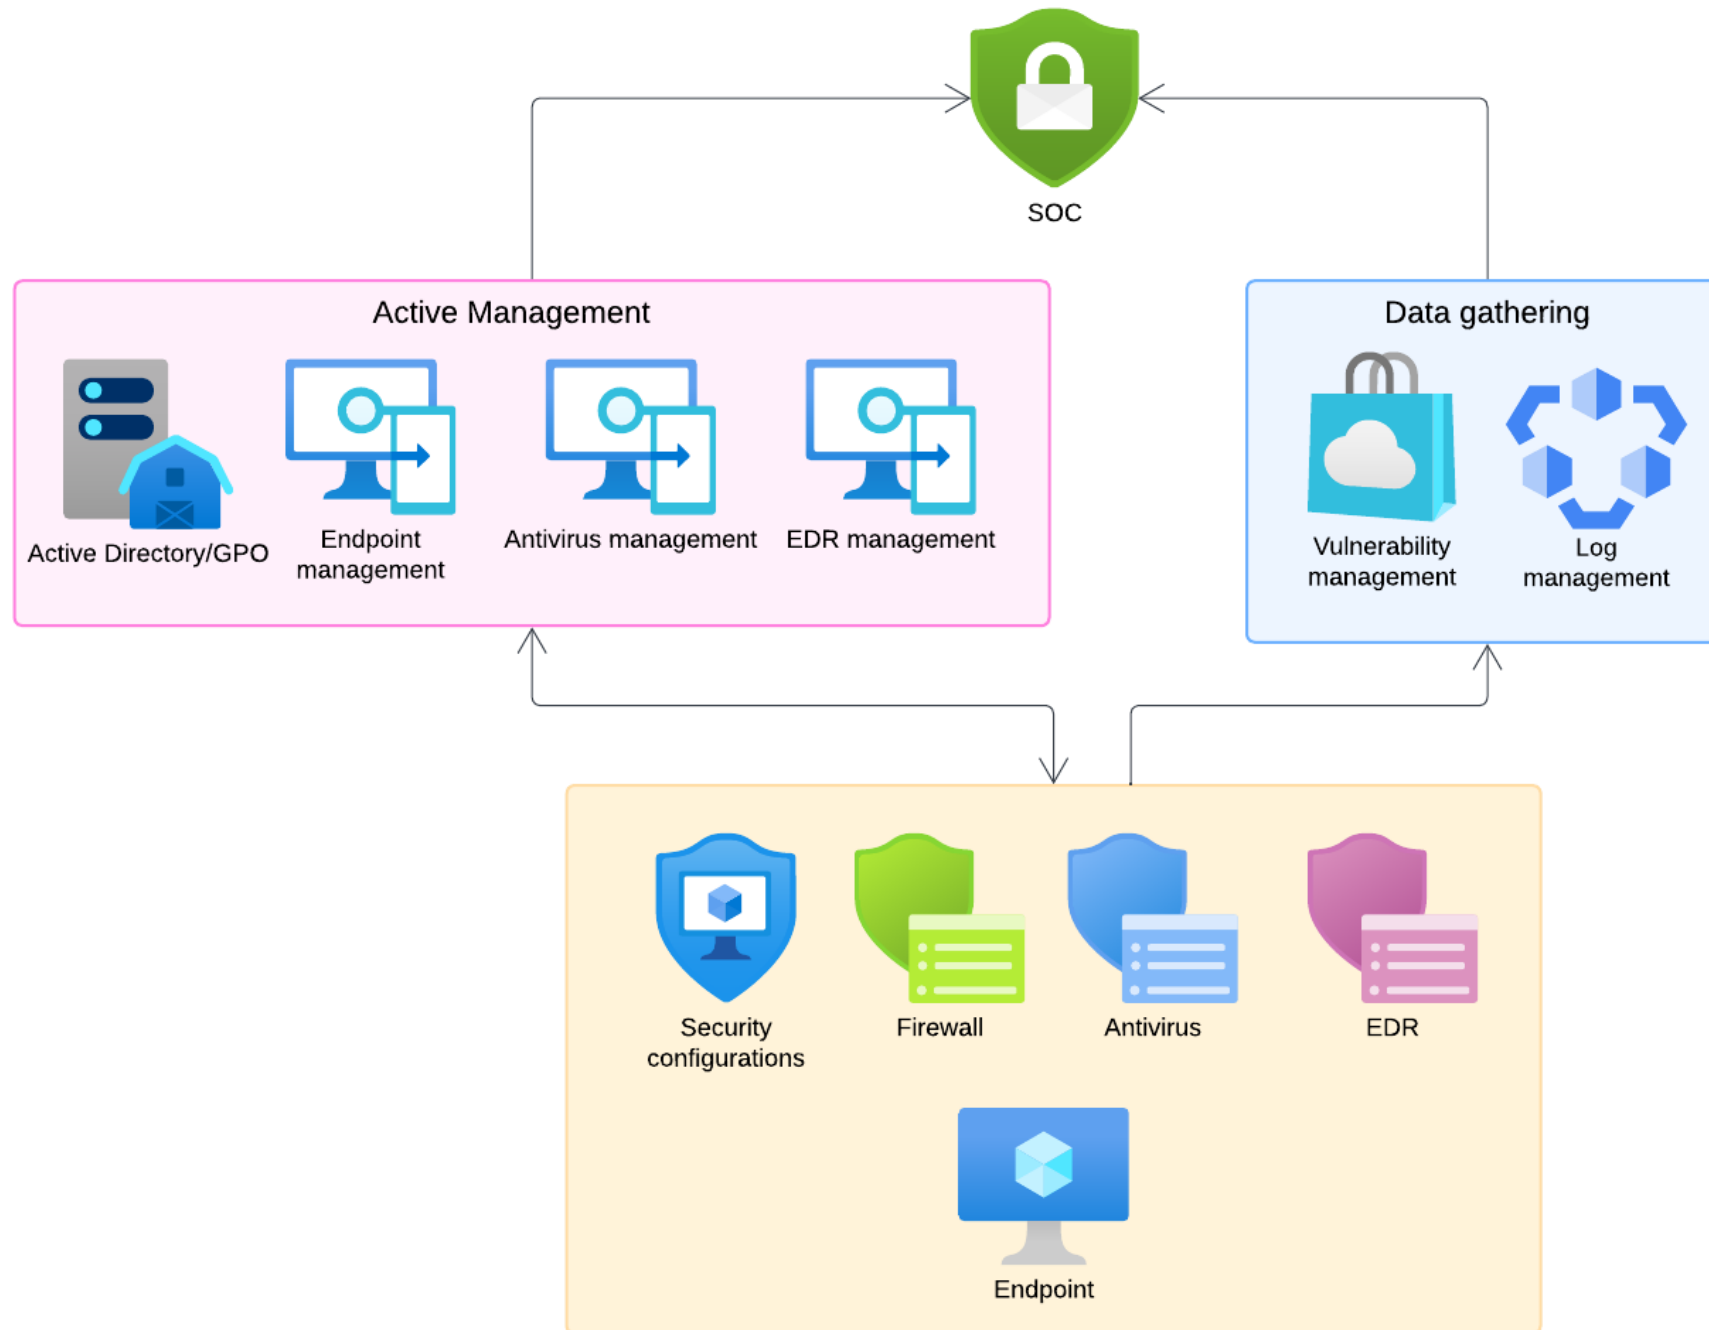 SOC
Active Management
Active Directory/GPO
Endpoint
management
Antivirus management
EDR management
Data gathering
Vulnerability
management
Log
management
Security
configurations
Firewall
Antivirus
EDR
Endpoint